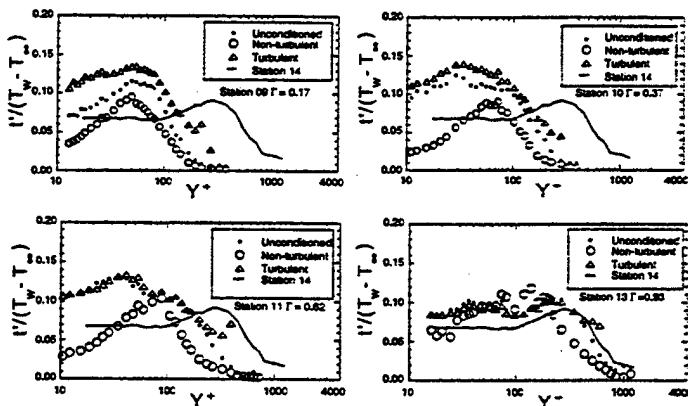 0.20
0.15
0.10
0.05
0.00
t'/(T_w - T_∞)
Unconditioned
Non-turbulent
Turbulent
Station 14
Station 09 Γ = 0.17
10
100
1000
4000
Y⁺
0.20
0.15
0.10
0.05
0.00
t'/(T_w - T_∞)
Unconditioned
Non-turbulent
Turbulent
Station 14
Station 10 Γ = 0.37
10
100
1000
4000
Y⁺
0.20
0.15
0.10
0.05
0.00
t'/(T_w - T_∞)
Unconditioned
Non-turbulent
Turbulent
Station 14
Station 11 Γ = 0.62
10
100
1000
4000
Y⁺
0.20
0.15
0.10
0.05
0.00
t'/(T_w - T_∞)
Unconditioned
Non-turbulent
Turbulent
Station 14
Station 13 Γ =
10
100
1000
4000
Y⁻